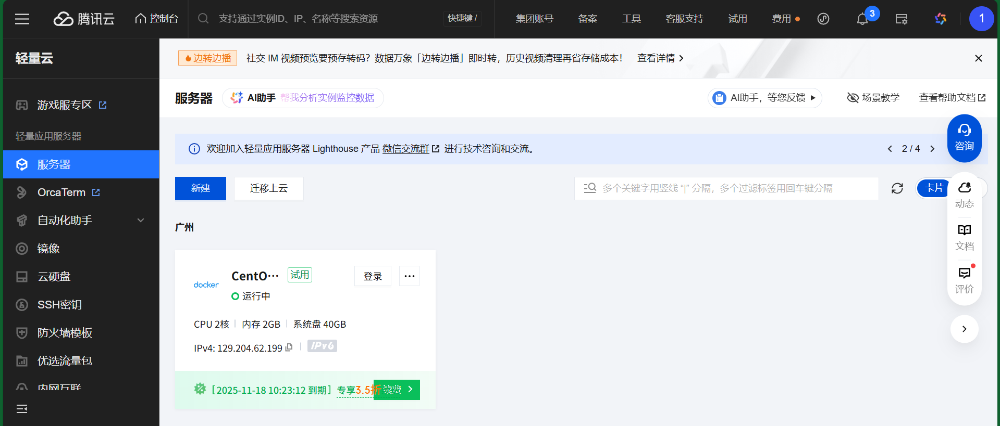 腾讯云
控制台
支持通过实例ID、IP、名称等搜索资源
快捷键 /
集团账号
备案
工具
客服支持
试用
费用
3
1
轻量云
游戏服专区
轻量应用服务器
服务器
OrcaTerm
自动化助手
镜像
云硬盘
SSH密钥
防火墙模板
优选流量包
内网互联
边转边播 社交 IM 视频预览要预存转码？数据万象「边转边播」即时转，历史视频清理再省存储成本！ 查看详情
服务器
AI助手 帮我分析实例监控数据
AI助手，等您反馈
场景教学
查看帮助文档
欢迎加入轻量应用服务器 Lighthouse 产品 微信交流群 进行技术咨询和交流。
2 / 4
新建
迁移上云
多个关键字用竖线 “|” 分隔，多个过滤标签用回车键分隔
卡片
广州
docker
CentO···
试用
登录
···
运行中
CPU 2核
内存 2GB
系统盘 40GB
IPv4: 129.204.62.199
IPv6
[2025-11-18 10:23:12 到期]
专享3.5折续费
咨询
动态
文档
评价